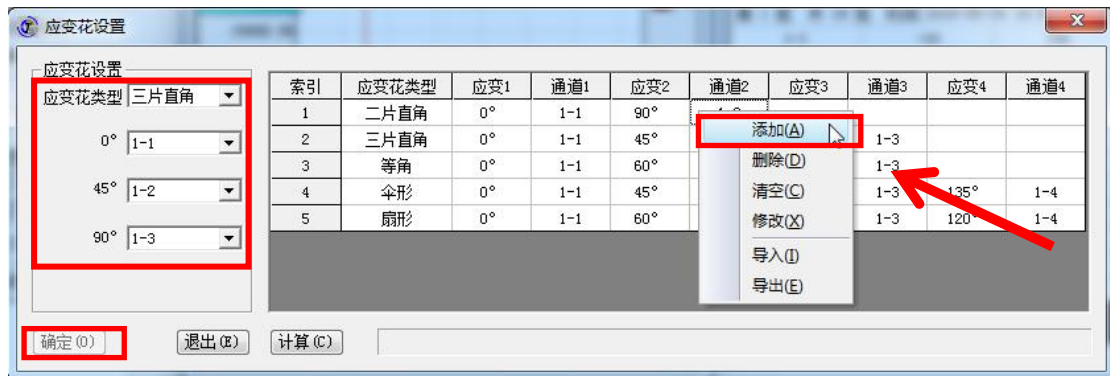 应变花设置
应变花设置
应变花类型 三片直角
0° 1-1
45° 1-2
90° 1-3
索引 应变花类型 应变1 通道1 应变2 通道2 应变3 通道3 应变4 通道4
1 二片直角 0° 1-1 90°
2 三片直角 0° 1-1 45° 1-3
3 等角 0° 1-1 60° 1-3
4 伞形 0° 1-1 45° 1-3 135° 1-4
5 扇形 0° 1-1 60° 1-3 120° 1-4
添加(A)
删除(D)
清空(C)
修改(X)
导入(I)
导出(E)
确定(O) 退出(E) 计算(C)